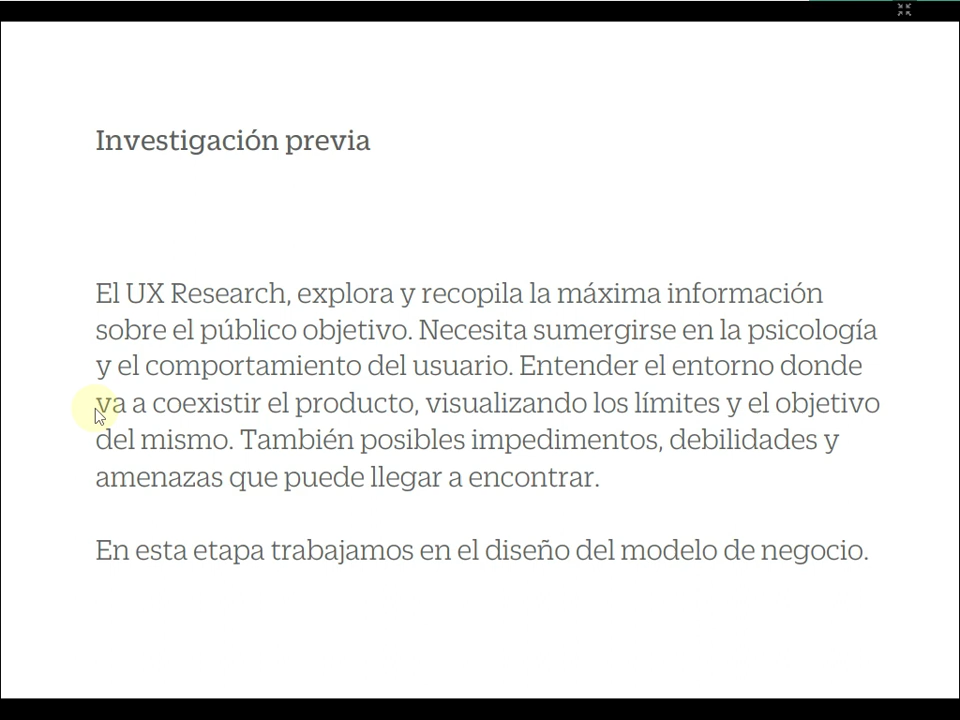 Investigación previa
El UX Research, explora y recopila la máxima información
sobre el público objetivo. Necesita sumergirse en la psicología
y el comportamiento del usuario. Entender el entorno donde
va a coexistir el producto, visualizando los límites y el objetivo
del mismo. También posibles impedimentos, debilidades y
amenazas que puede llegar a encontrar.
En esta etapa trabajamos en el diseño del modelo de negocio.